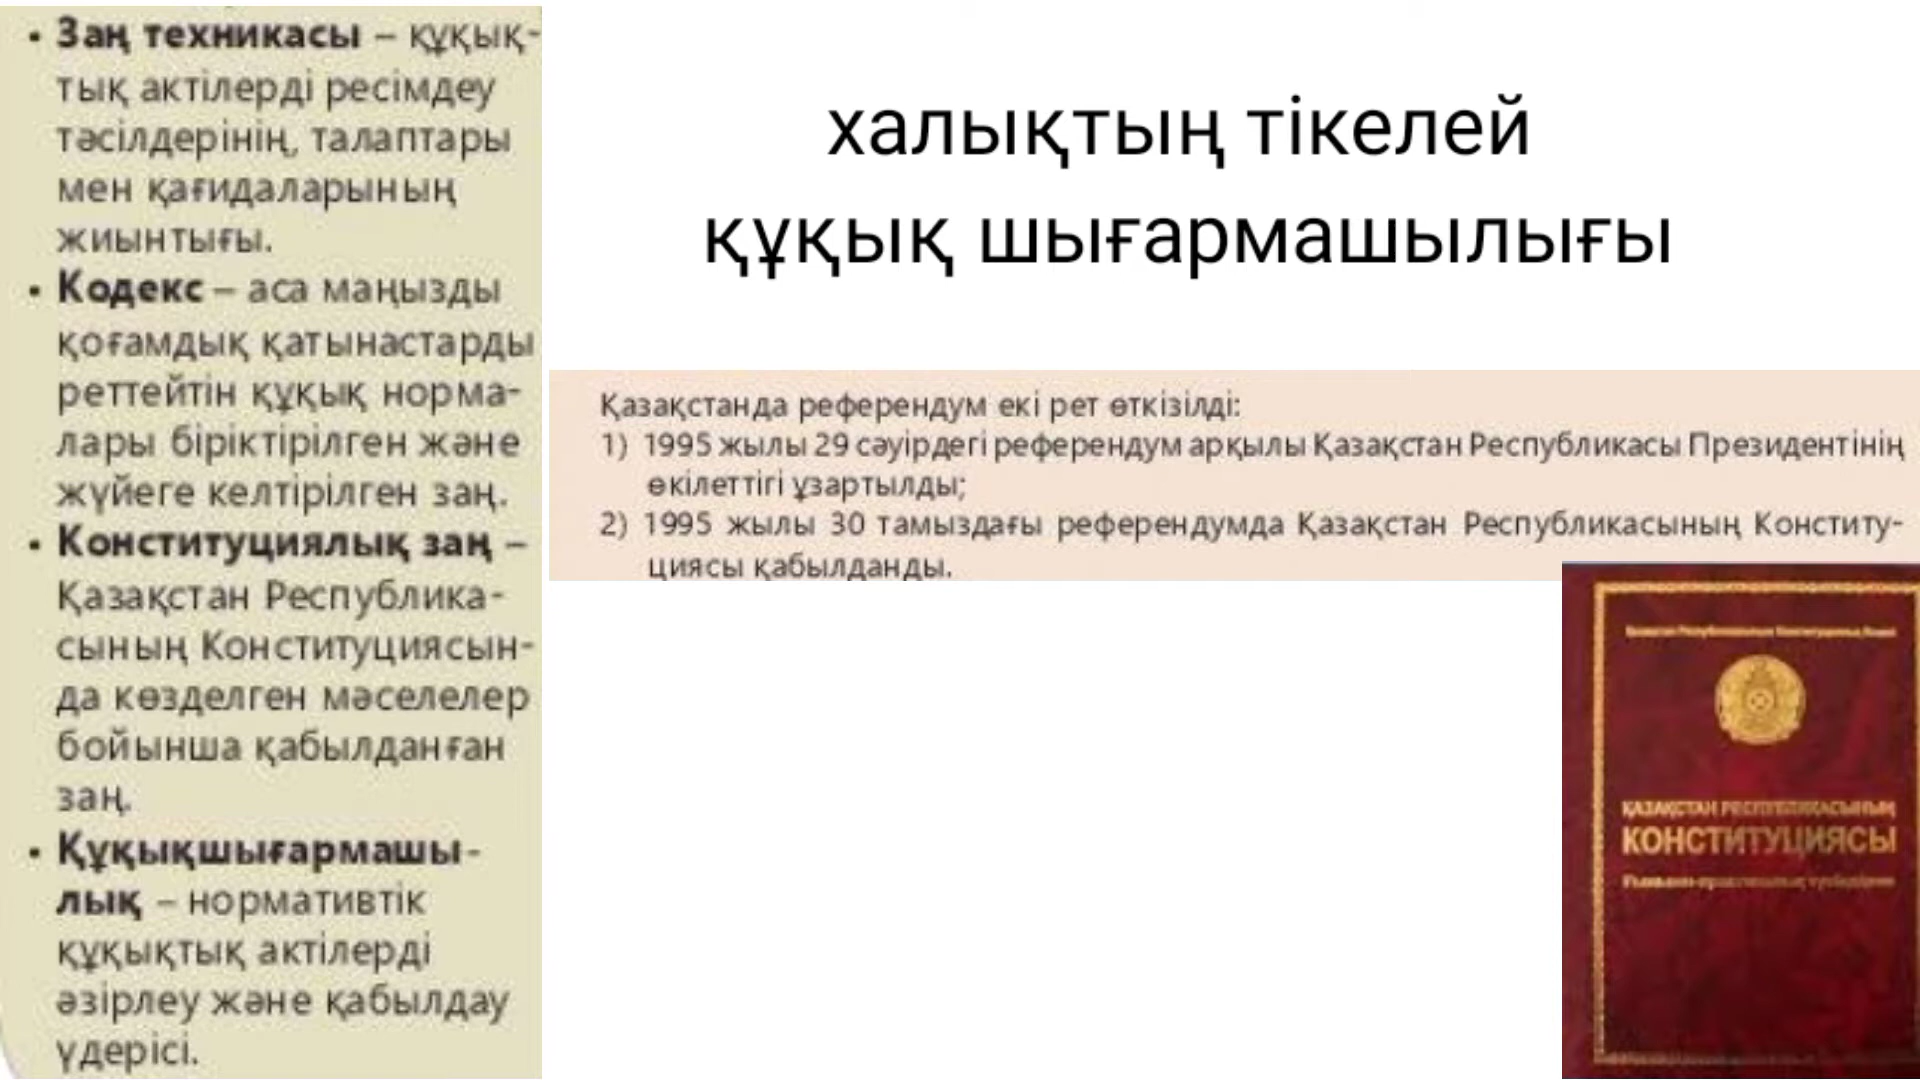 • Заң техникасы – құқық-
тық актілерді ресімдеу
тәсілдерінің, талаптары
мен қағидаларының
жиынтығы.
• Кодекс – аса маңызды
қоғамдық қатынастарды
реттейтін құқық норма-
лары біріктірілген және
жүйеге келтірілген заң.
• Конституциялық заң –
Қазақстан Республика-
сының Конституциясын-
да көзделген мәселелер
бойынша қабылданған
заң.
• Құқықшығармашы-
лық – нормативтік
құқықтық актілерді
әзірлеу және қабылдау
үдерісі.
халықтың тікелей
құқық шығармашылығы
Қазақстанда референдум екі рет өткізілді:
1) 1995 жылы 29 сәуірдегі референдум арқылы Қазақстан Республикасы Президентінің
өкілеттігі ұзартылды;
2) 1995 жылы 30 тамыздағы референдумда Қазақстан Республикасының Конститу-
циясы қабылданды.
ҚАЗАҚСТАН РЕСПУБЛИКАСЫНЫҢ
КОНСТИТУЦИЯСЫ